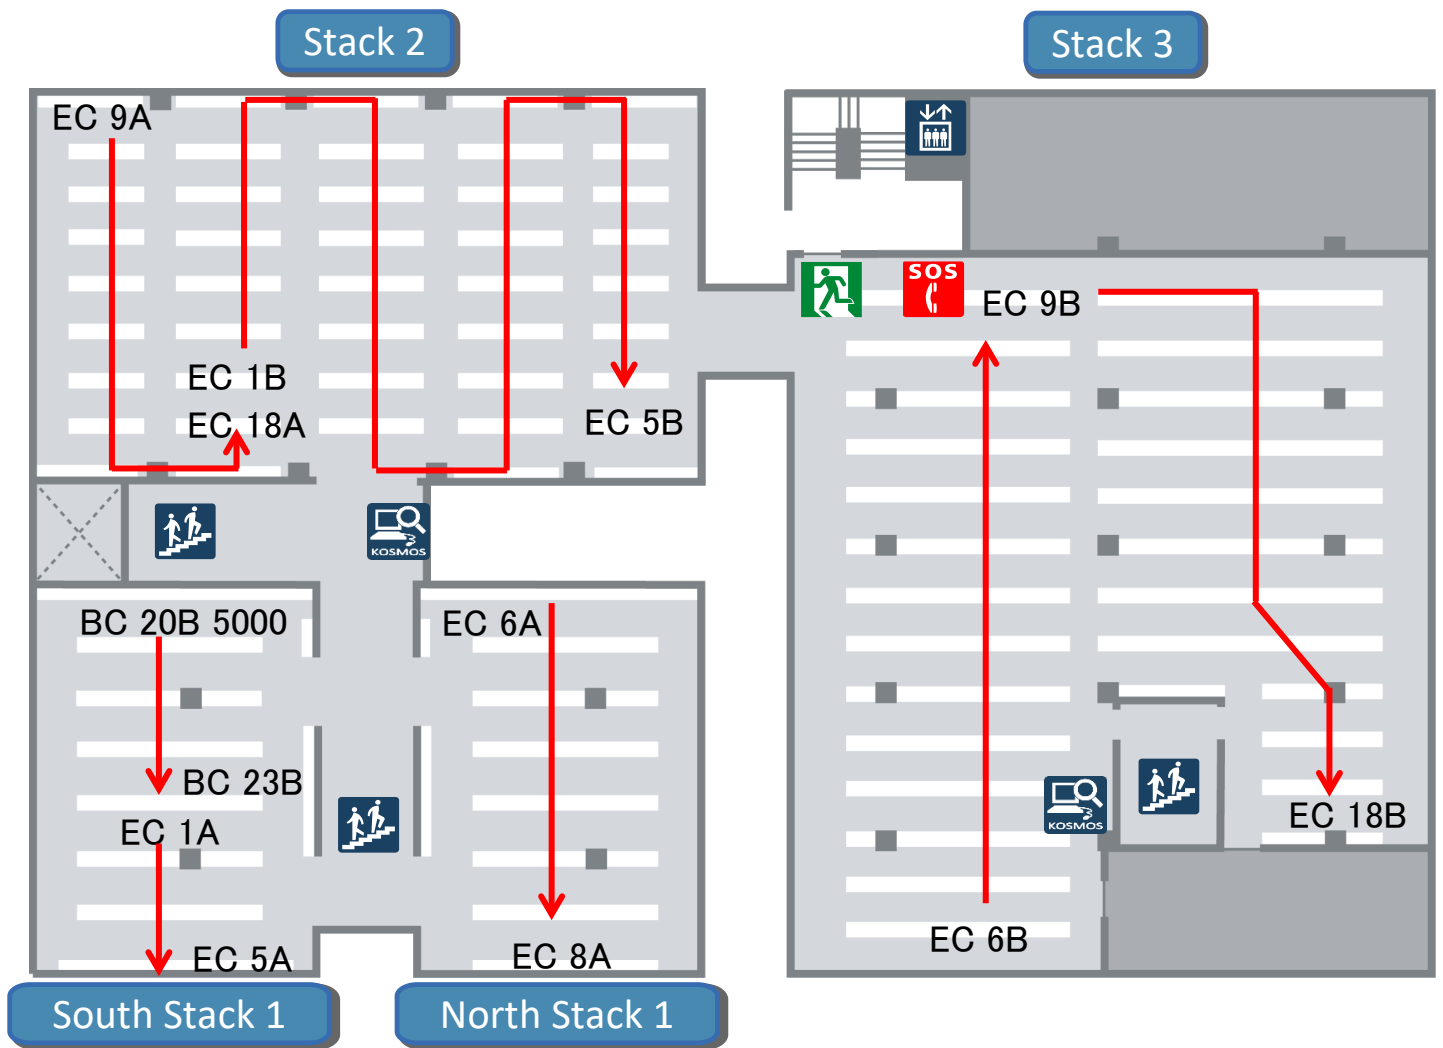 Stack 2
Stack 3
EC 9A
SOS
EC 9B
EC 1B
EC 18A
EC 5B
KOSMOS
BC 20B 5000
EC 6A
BC 23B
EC 1A
KOSMOS
EC 18B
EC 5A
EC 8A
EC 6B
South Stack 1
North Stack 1